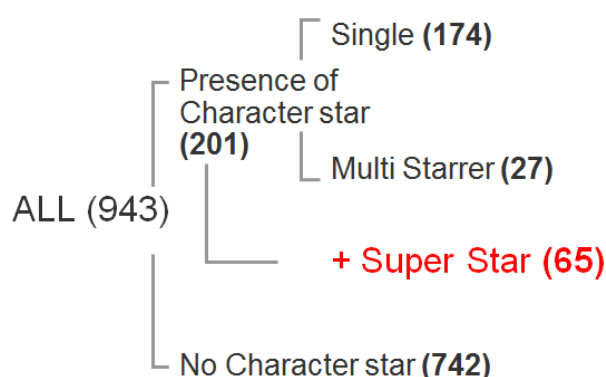 Single (174)
Presence of
Character star
(201)
Multi Starrer (27)
ALL (943)
+ Super Star (65)
No Character star (742)